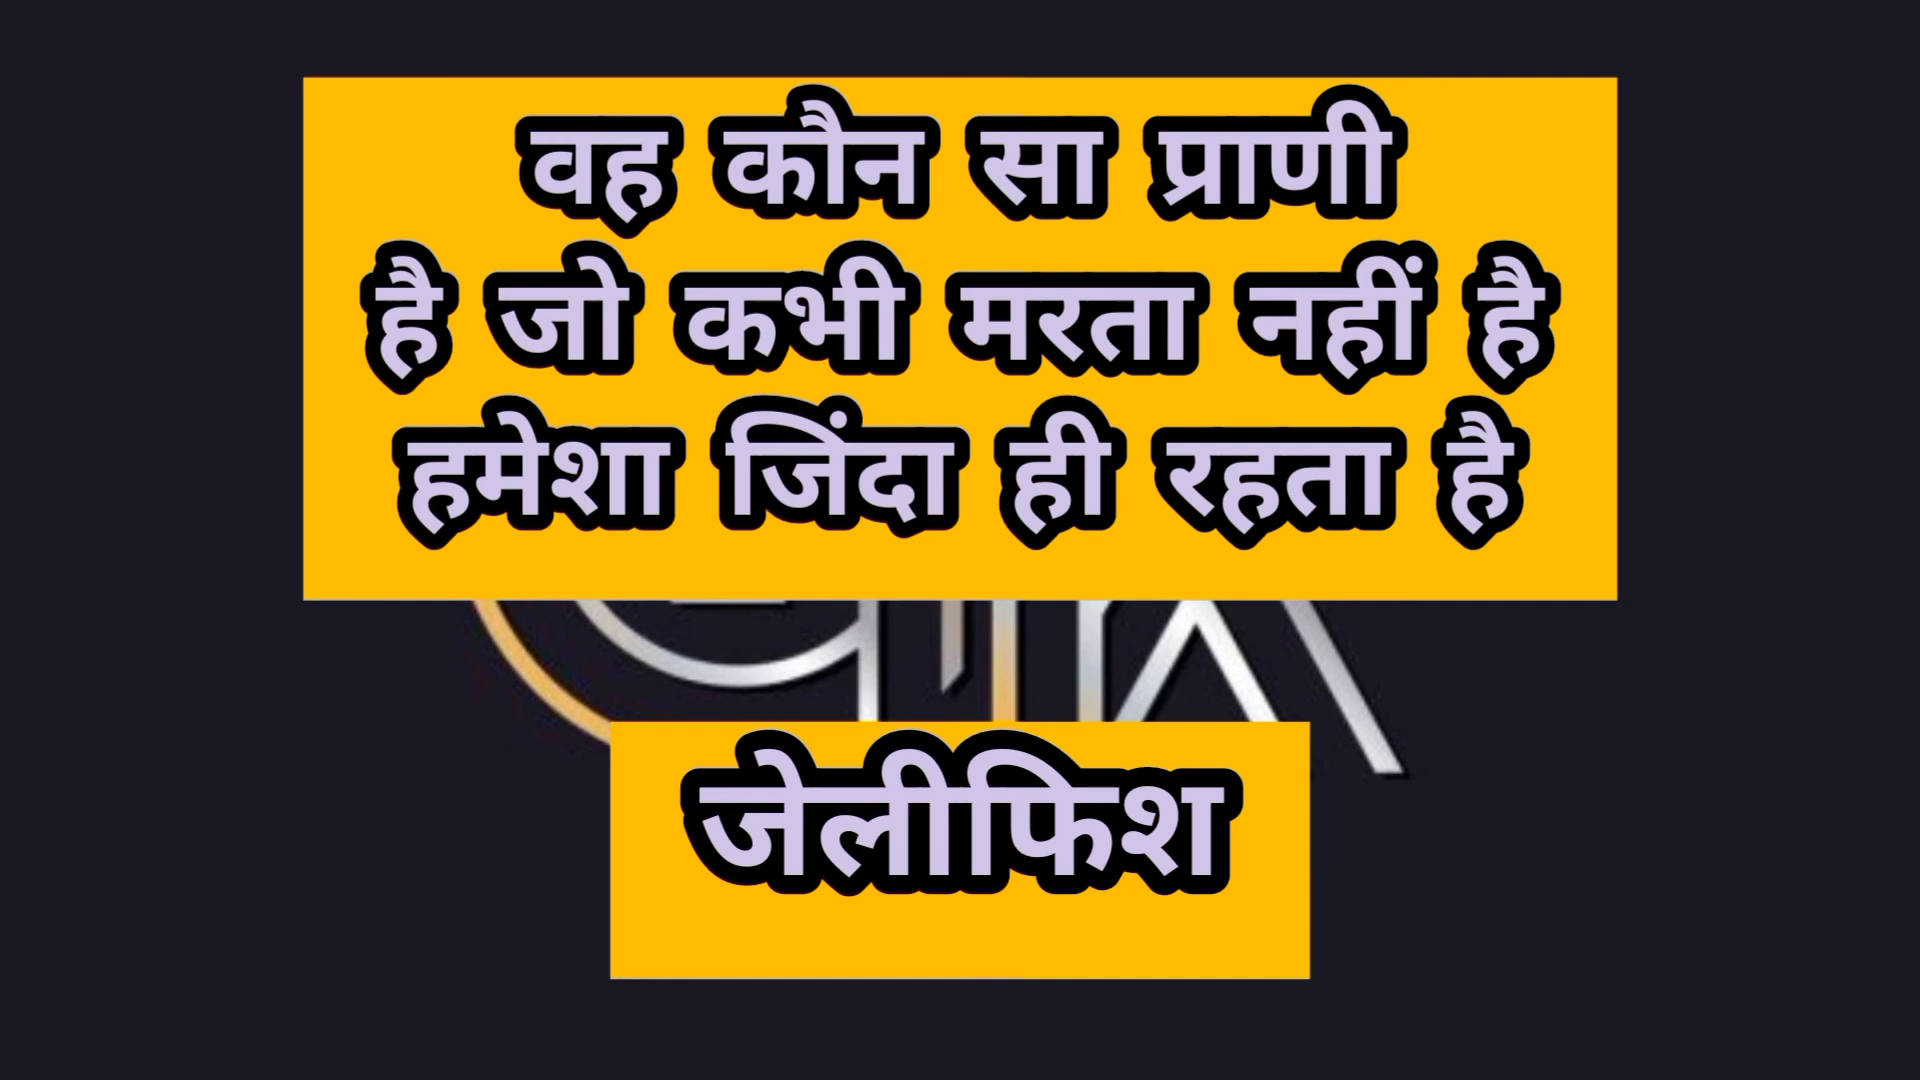 वह कौन सा प्राणी
है जो कभी मरता नहीं है
हमेशा जिंदा ही रहता है
जेलीफिश